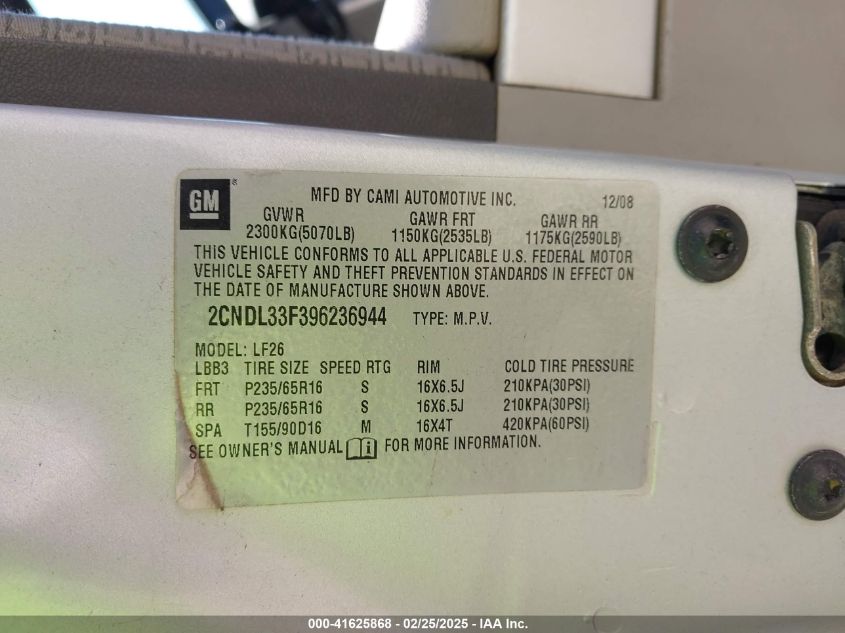 GM
MFD BY CAMI AUTOMOTIVE INC. 12/08
GVWR GAWR FRT GAWR RR
2300KG(5070LB) 1150KG(2535LB) 1175KG(2590LB)
THIS VEHICLE CONFORMS TO ALL APPLICABLE U.S. FEDERAL MOTOR
VEHICLE SAFETY AND THEFT PREVENTION STANDARDS IN EFFECT ON
THE DATE OF MANUFACTURE SHOWN ABOVE.
2CNDL33F396236944 TYPE: M.P.V.
MODEL: LF26
LBB3 TIRE SIZE SPEED RTG RIM COLD TIRE PRESSURE
FRT P235/65R16 S 16X6.5J 210KPA(30PSI)
RR P235/65R16 S 16X6.5J 210KPA(30PSI)
SPA T155/90D16 M 16X4T 420KPA(60PSI)
SEE OWNER'S MANUAL i FOR MORE INFORMATION.
000-41625868 - 02/25/2025 - IAA Inc.